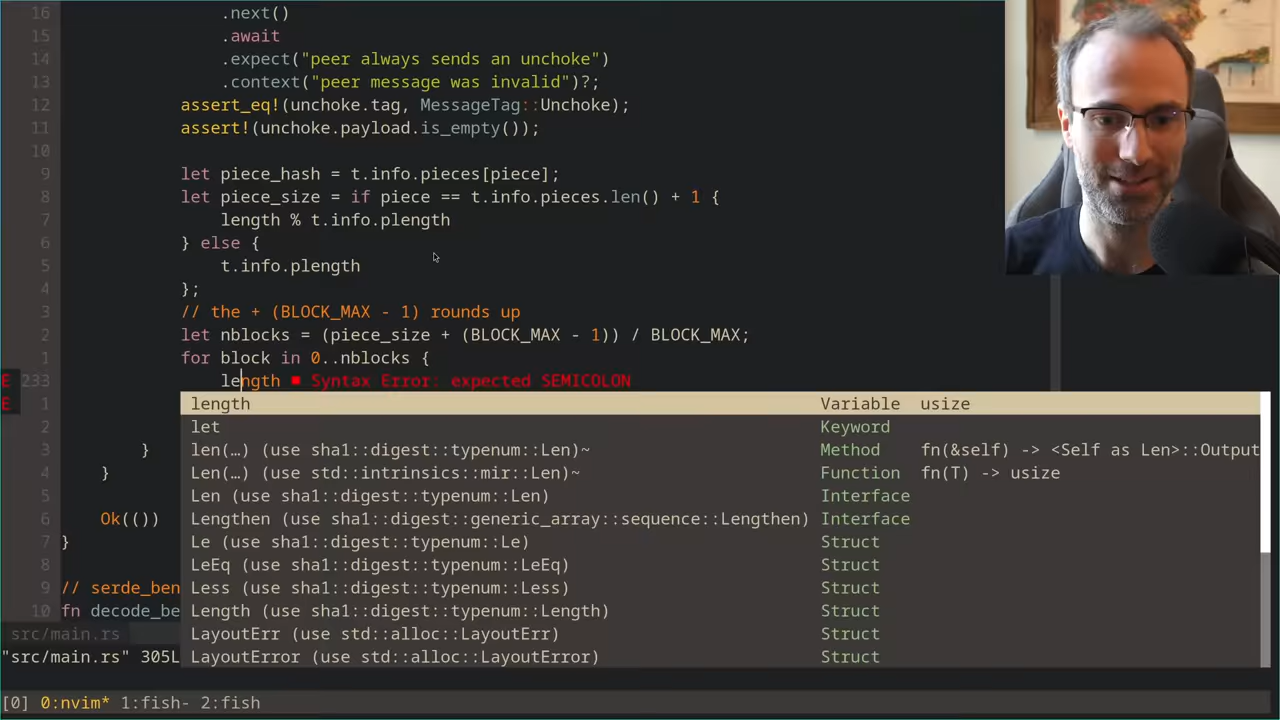 16                .next()
15                .await
14                .expect("peer always sends an unchoke")
13                .context("peer message was invalid")?;
12            assert_eq!(unchoke.tag, MessageTag::Unchoke);
11            assert!(unchoke.payload.is_empty());
10
9            let piece_hash = t.info.pieces[piece];
8            let piece_size = if piece == t.info.pieces.len() + 1 {
7                length % t.info.plength
6            } else {
5                t.info.plength
4            };
3            // the + (BLOCK_MAX - 1) rounds up
2            let nblocks = (piece_size + (BLOCK_MAX - 1)) / BLOCK_MAX;
1            for block in 0..nblocks {
E 233                length ■ Syntax Error: expected SEMICOLON
E 1 length Variable usize
2 let Keyword
3 } len(…) (use sha1::digest::typenum::Len)~ Method fn(&self) -> <Self as Len>::Output
4 } Len(…) (use std::intrinsics::mir::Len)~ Function fn(T) -> usize
5 Len (use sha1::digest::typenum::Len) Interface
6 Ok(()) Lengthen (use sha1::digest::generic_array::sequence::Lengthen) Interface
7 } Le (use sha1::digest::typenum::Le) Struct
8 LeEq (use sha1::digest::typenum::LeEq) Struct
9 // serde_ben Less (use sha1::digest::typenum::Less) Struct
10 fn decode_be Length (use sha1::digest::typenum::Length) Struct
src/main.rs LayoutErr (use std::alloc::LayoutErr) Struct
"src/main.rs" 305L LayoutError (use std::alloc::LayoutError) Struct
[0] 0:nvim* 1:fish- 2:fish